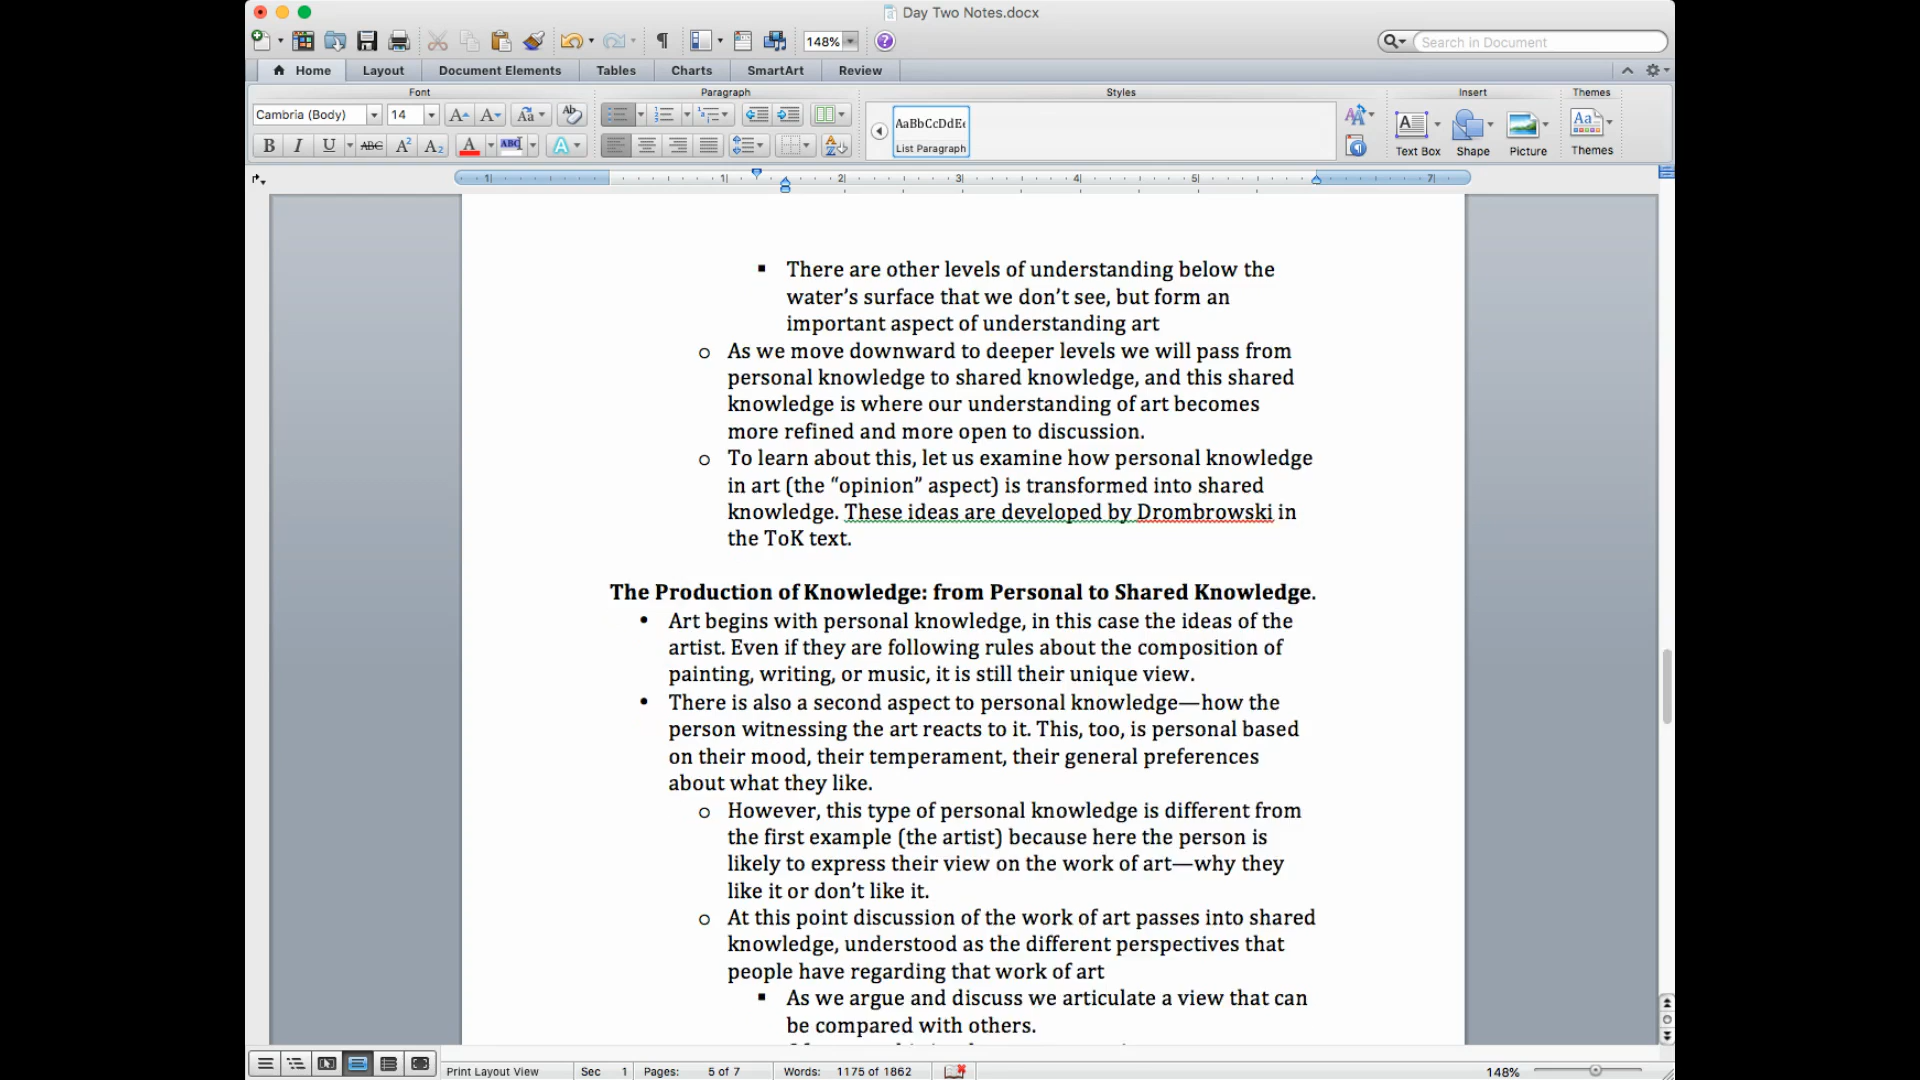 Day Two Notes.docx
148%
Search in Document
Home
Layout
Document Elements
Tables
Charts
SmartArt
Review
Font
Paragraph
Styles
Insert
Themes
Cambria (Body)
14
AaBbCcDdEe
List Paragraph
Text Box
Shape
Picture
Themes
There are other levels of understanding below the
water’s surface that we don’t see, but form an
important aspect of understanding art
As we move downward to deeper levels we will pass from
personal knowledge to shared knowledge, and this shared
knowledge is where our understanding of art becomes
more refined and more open to discussion.
To learn about this, let us examine how personal knowledge
in art (the “opinion” aspect) is transformed into shared
knowledge. These ideas are developed by Drombrowski in
the ToK text.
The Production of Knowledge: from Personal to Shared Knowledge.
Art begins with personal knowledge, in this case the ideas of the
artist. Even if they are following rules about the composition of
painting, writing, or music, it is still their unique view.
There is also a second aspect to personal knowledge—how the
person witnessing the art reacts to it. This, too, is personal based
on their mood, their temperament, their general preferences
about what they like.
However, this type of personal knowledge is different from
the first example (the artist) because here the person is
likely to express their view on the work of art—why they
like it or don’t like it.
At this point discussion of the work of art passes into shared
knowledge, understood as the different perspectives that
people have regarding that work of art
As we argue and discuss we articulate a view that can
be compared with others.
Print Layout View
Sec 1
Pages: 5 of 7
Words: 1175 of 1862
148%